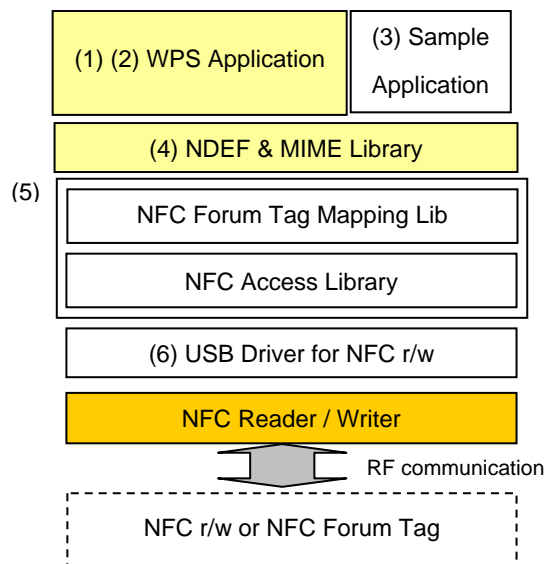 (1) (2) WPS Application
(3) Sample
Application
(4) NDEF & MIME Library
(5)
NFC Forum Tag Mapping Lib
NFC Access Library
(6) USB Driver for NFC r/w
NFC Reader / Writer
RF communication
NFC r/w or NFC Forum Tag